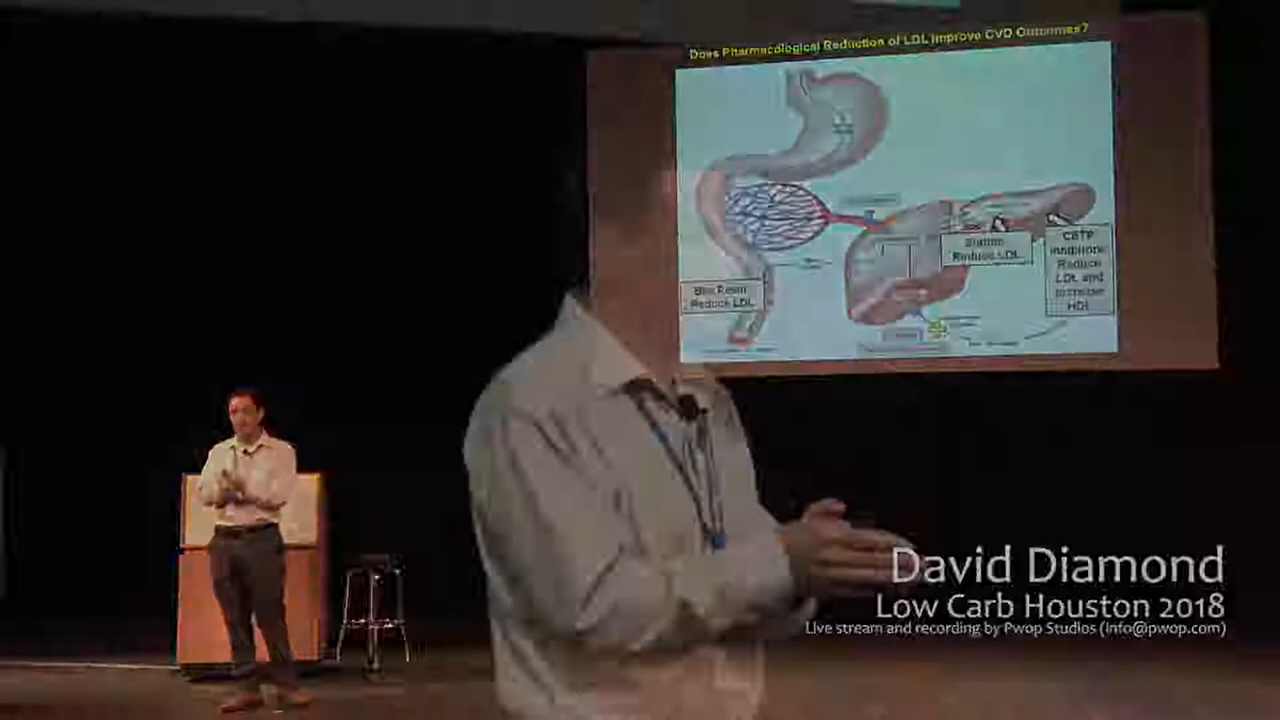 Does Pharmacological Reduction of LDL Improve CVD Outcomes?
Statins
Reduce LDL
CETP
Inhibitors
Reduce
LDL and
Increase
HDL
Bile Resin
Reduce LDL
David Diamond
Low Carb Houston 2018
Live stream and recording by Pwop Studios (info@pwop.com)